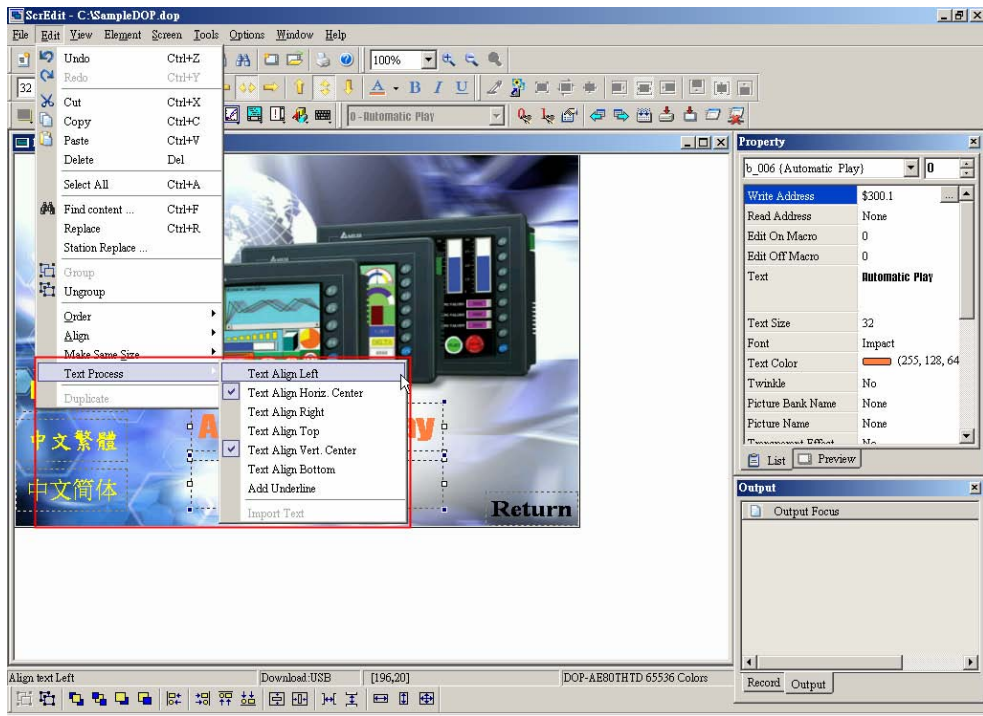 ScrEdit - C:\SampleDOP.dop
File Edit View Element Screen Tools Options Window Help
Undo Ctrl+Z
Redo Ctrl+Y
Cut Ctrl+X
Copy Ctrl+C
Paste Ctrl+V
Delete Del
Select All Ctrl+A
Find content ... Ctrl+F
Replace Ctrl+R
Station Replace ...
Group
Ungroup
Order
Align
Make Same Size
Text Process
Duplicate
Text Align Left
Text Align Horiz. Center
Text Align Right
Text Align Top
Text Align Vert. Center
Text Align Bottom
Add Underline
Import Text
100%
32
A B I U
0 - Automatic Play
中文繁體
中文简体
Return
Property
b_006 {Automatic Play} 0
Write Address $300.1 ...
Read Address None
Edit On Macro 0
Edit Off Macro 0
Text Automatic Play
Text Size 32
Font Impact
Text Color (255, 128, 64
Twinkle No
Picture Bank Name None
Picture Name None
Transparent Effect No
List Preview
Output
Output Focus
Record Output
Align text Left Download:USB [196,20] DOP-AE80THTD 65536 Colors